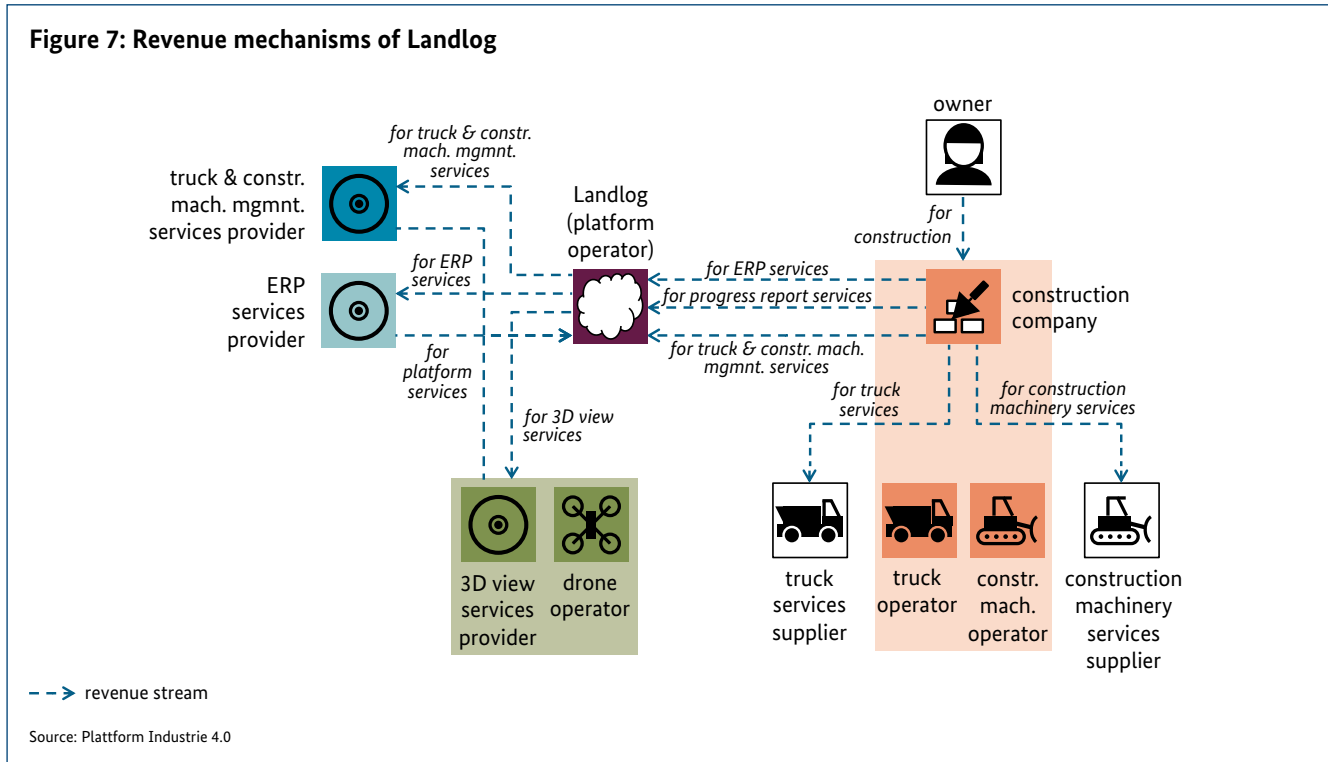 Figure 7: Revenue mechanisms of Landlog
owner
for truck & constr.
mach. mgmnt.
services
truck & constr.
mach. mgmnt.
services provider
Landlog
(platform
operator)
for
construction
for ERP
services
for ERP services
ERP
services
provider
for progress report services
construction
company
for
platform
services
for truck & constr. mach.
mgmnt. services
for truck
services
for construction
machinery services
for 3D view
services
3D view
services
provider
drone
operator
truck
services
supplier
truck
operator
constr.
mach.
operator
construction
machinery
services
supplier
revenue stream
Source: Plattform Industrie 4.0